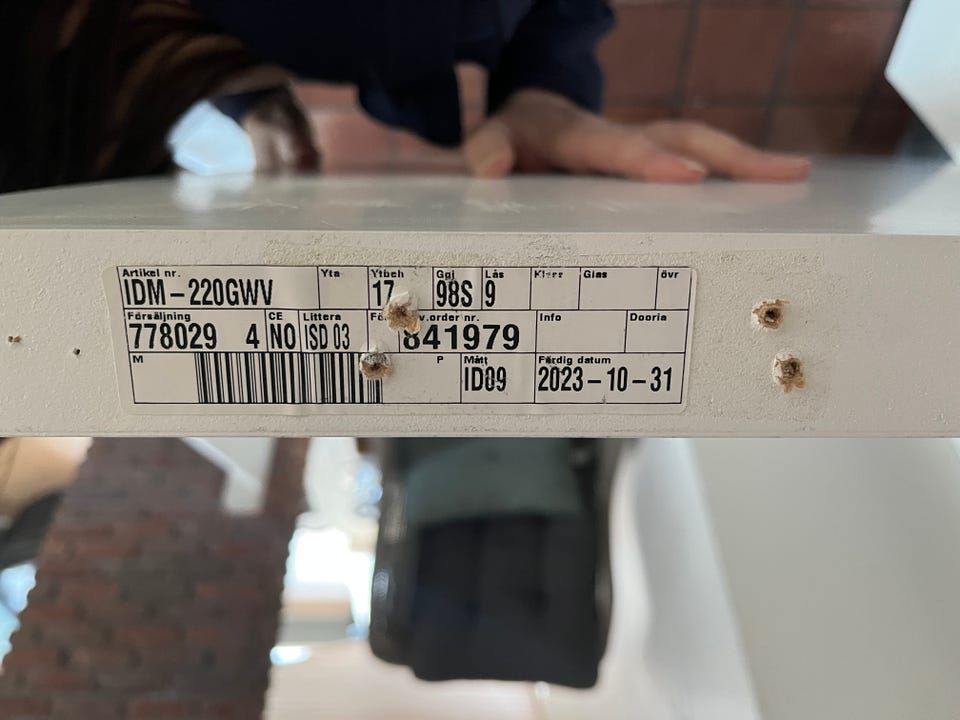 Artikel nr. Yta Ytbeh Ggj Lås Klass Glas övr
IDM-220GWV 17 98S 9
Försäljning CE Littera v.order nr. Info Dooria
778029 4 NO ISD 03 841979
M P Mått Färdig datum
ID09 2023-10-31